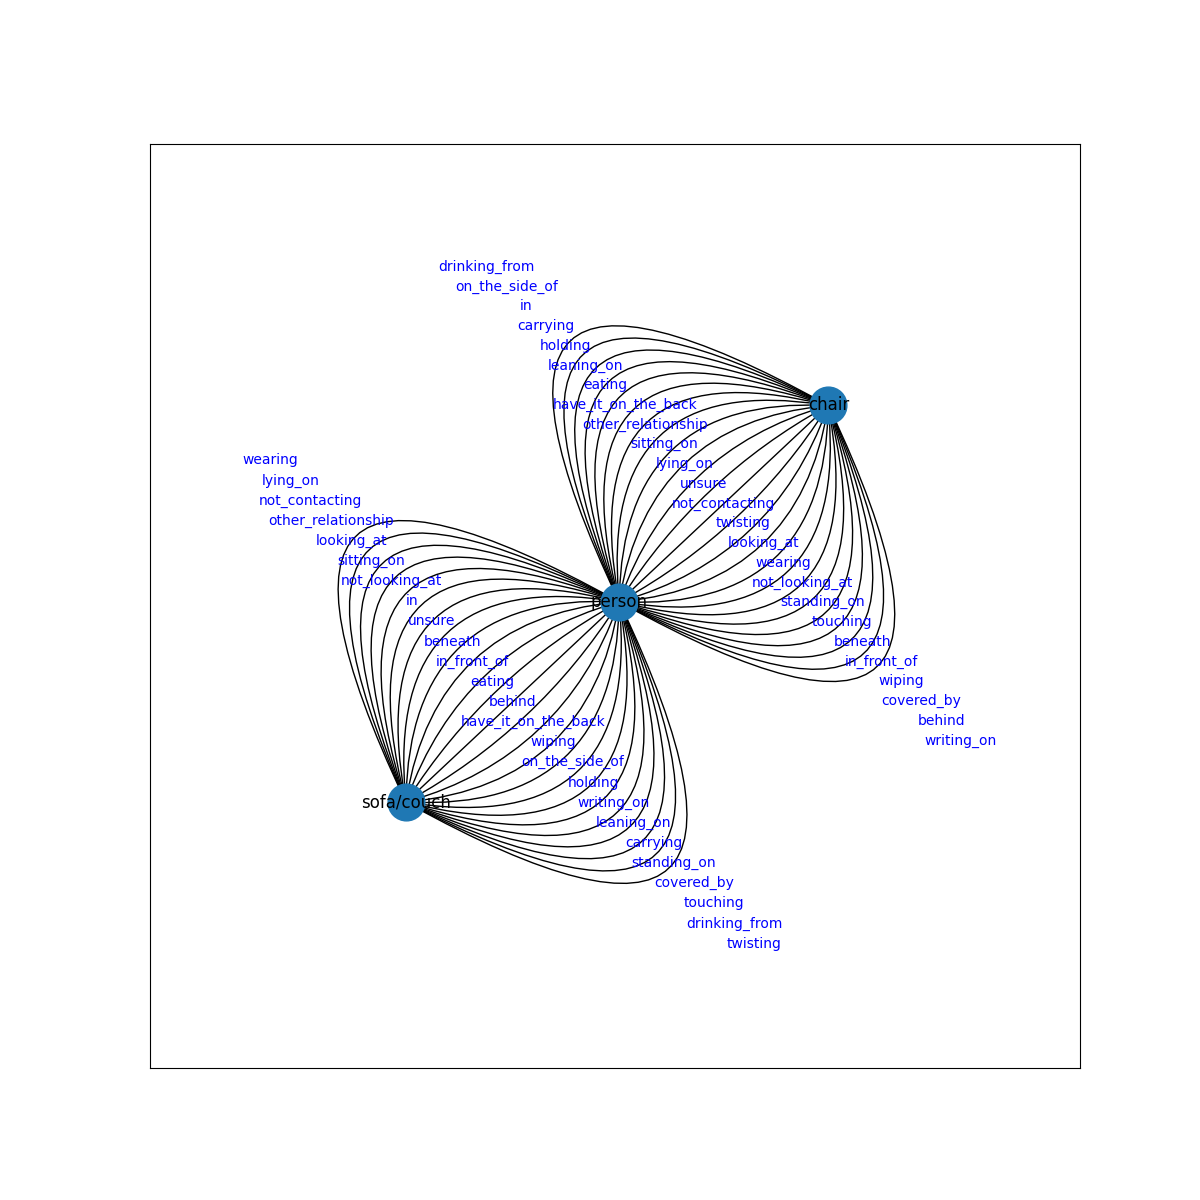 drinking_from
on_the_side_of
in
carrying
holding
leaning_on
eating
have_it_on_the_back
other_relationship
sitting_on
lying_on
unsure
not_contacting
twisting
looking_at
wearing
not_looking_at
standing_on
touching
beneath
in_front_of
wiping
covered_by
behind
writing_on
chair
person
wearing
lying_on
not_contacting
other_relationship
looking_at
sitting_on
not_looking_at
in
unsure
beneath
in_front_of
eating
behind
have_it_on_the_back
wiping
on_the_side_of
holding
writing_on
leaning_on
carrying
standing_on
covered_by
touching
drinking_from
twisting
sofa/couch